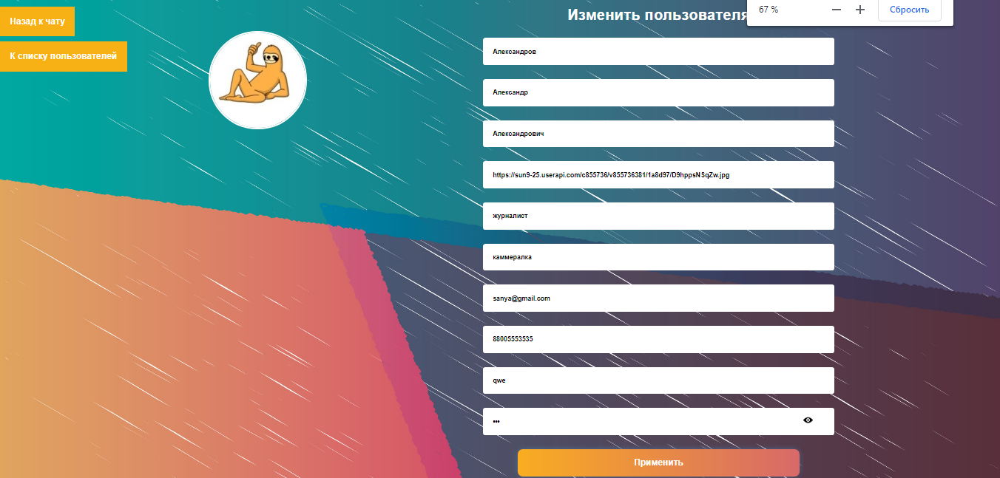 Назад к чату
К списку пользователей
Изменить пользователя
67 %
Сбросить
Александров
Александр
Александрович
https://sun9-25.userapi.com/c855736/v855736381/1a8d97/D9hppsNSqZw.jpg
журналист
каммералка
sanya@gmail.com
88005553535
qwe
•••
Применить